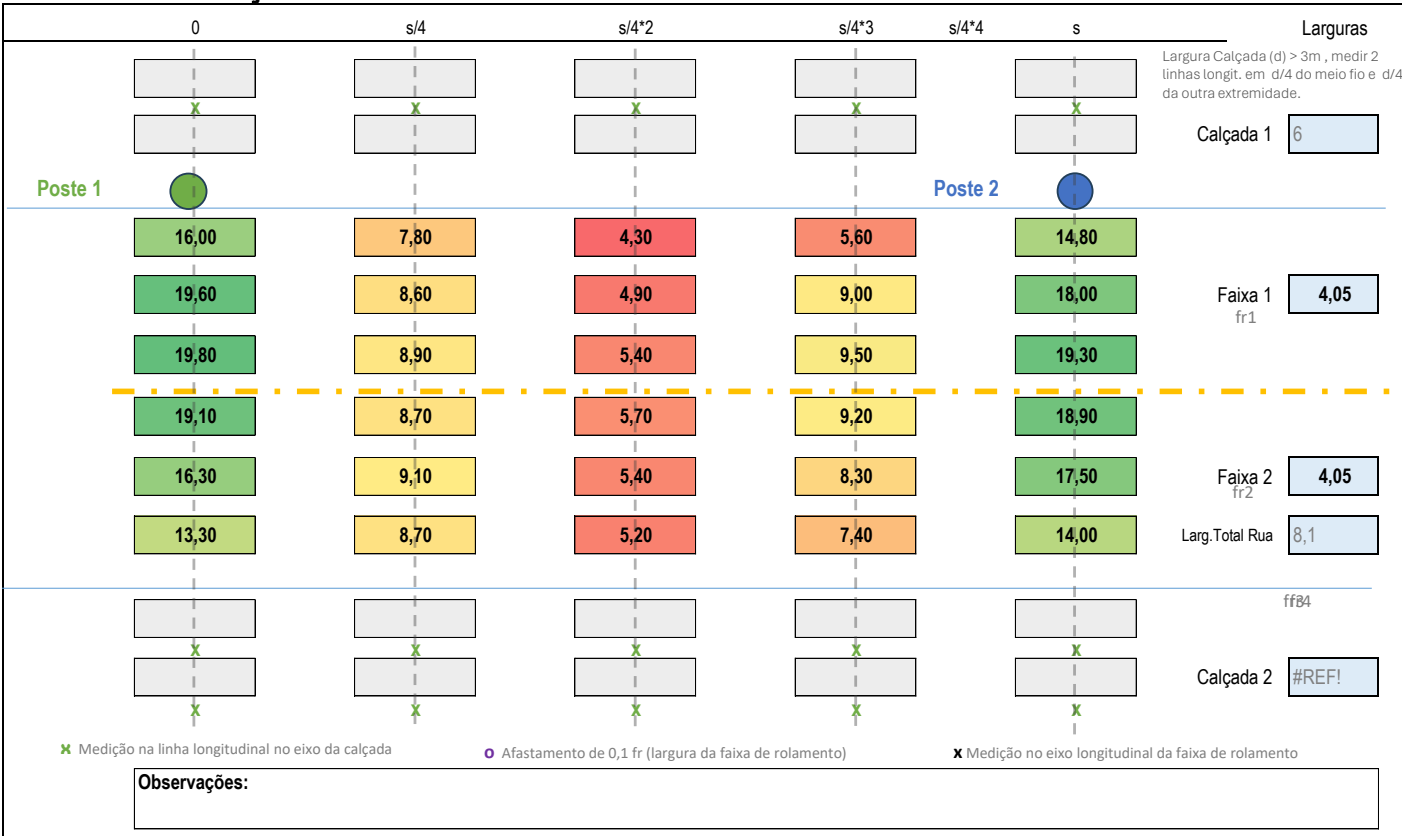 0 s/4 s/4*2 s/4*3 s/4*4 s Larguras
Largura Calçada (d) > 3m , medir 2
linhas longit. em d/4 do meio fio e d/4
da outra extremidade.
x x x x x
Calçada 1 6
Poste 1 Poste 2
16,00 7,80 4,30 5,60 14,80
19,60 8,60 4,90 9,00 18,00 Faixa 1 4,05
fr1
19,80 8,90 5,40 9,50 19,30
19,10 8,70 5,70 9,20 18,90
16,30 9,10 5,40 8,30 17,50 Faixa 2 4,05
fr2
13,30 8,70 5,20 7,40 14,00 Larg.Total Rua 8,1
x x x x x
Calçada 2 #REF!
x x x x x
x Medição na linha longitudinal no eixo da calçada o Afastamento de 0,1 fr (largura da faixa de rolamento) x Medição no eixo longitudinal da faixa de rolamento
Observações: